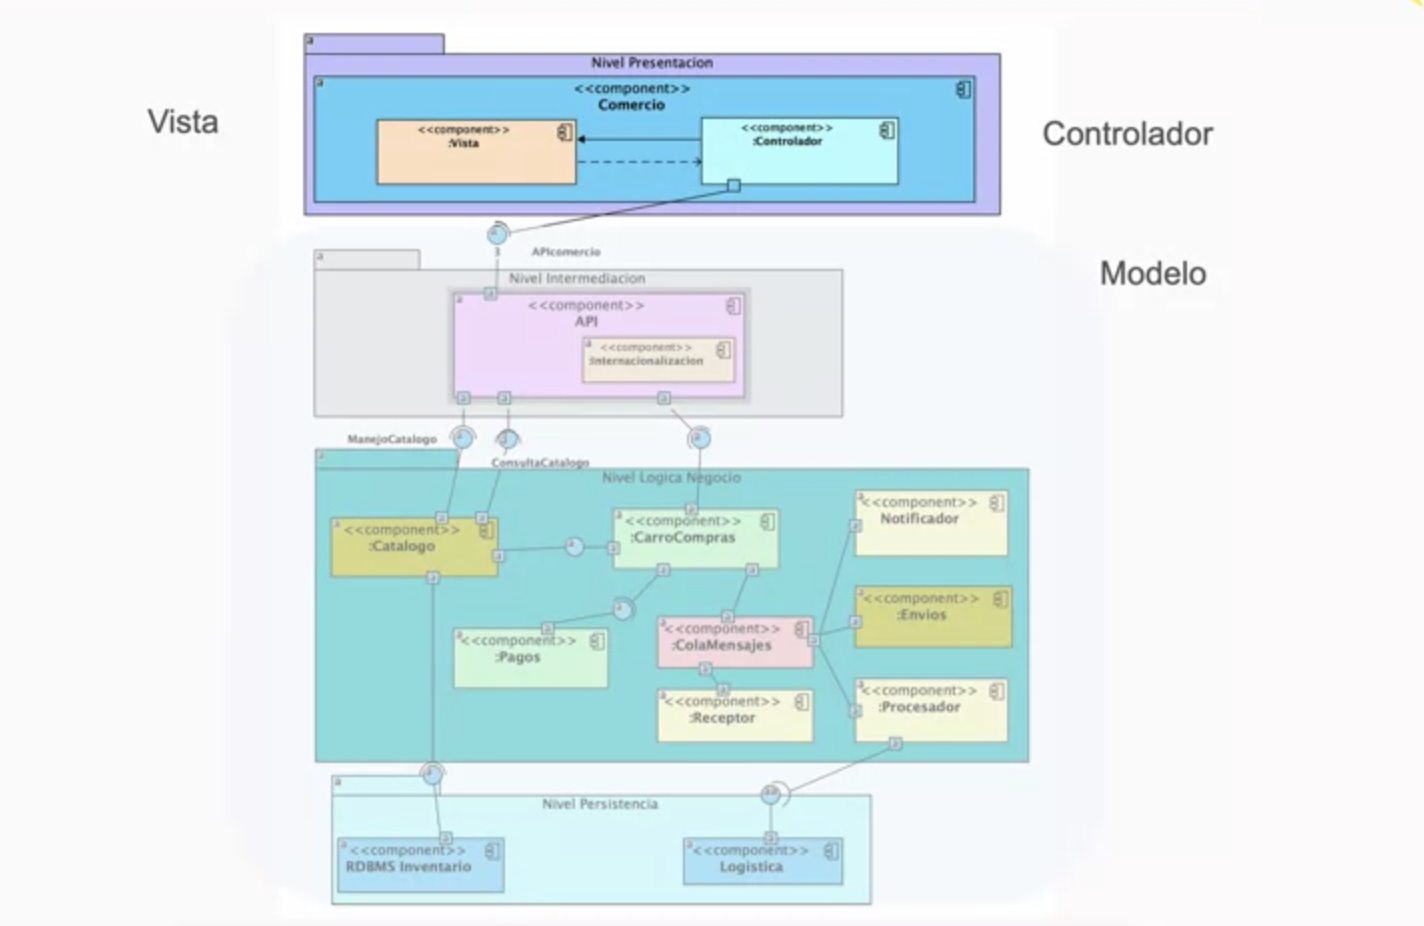 Nivel Presentacion
<<component>>
Comercio
Vista
<<component>>
:Vista
<<component>>
:Controlador
Controlador
APIcomercio
Modelo
Nivel Intermediacion
<<component>>
API
<<component>>
:Internacionalizacion
ManejoCatalogo
ConsultaCatalogo
Nivel Logica Negocio
<<component>>
:Catalogo
<<component>>
:CarroCompras
<<component>>
Notificador
<<component>>
:Envios
<<component>>
:Pagos
<<component>>
:ColaMensajes
<<component>>
:Receptor
<<component>>
:Procesador
Nivel Persistencia
<<component>>
RDBMS Inventario
<<component>>
Logistica